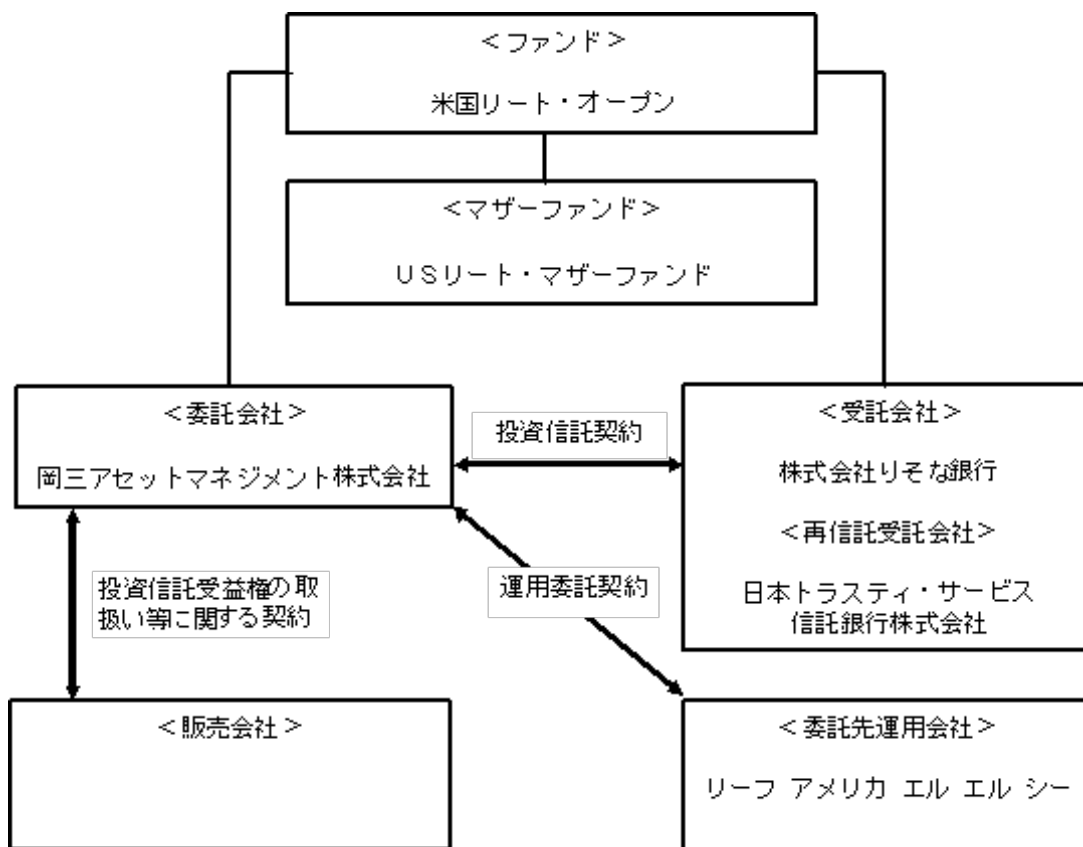 ＜ファンド＞
米国リート・オープン
＜マザーファンド＞
ＵＳリート・マザーファンド
＜委託会社＞
岡三アセットマネジメント株式会社
投資信託契約
＜受託会社＞
株式会社りそな銀行
＜再信託受託会社＞
日本トラスティ・サービス
信託銀行株式会社
投資信託受益権の取
扱い等に関する契約
運用委託契約
＜販売会社＞
＜委託先運用会社＞
リーフ アメリカ エル エル シー